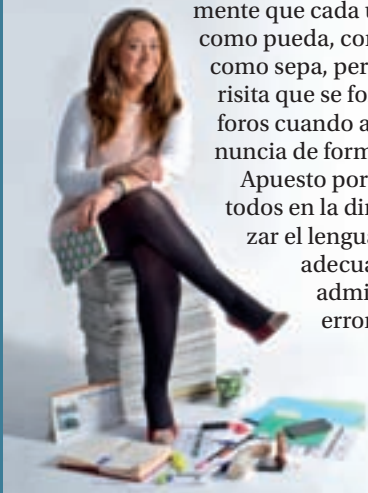 mente que cada u
como pueda, con
como sepa, per
risita que se fo
foros cuando a
nuncia de form
Apuesto por
todos en la dir
zar el lengua
adecua
admi
error